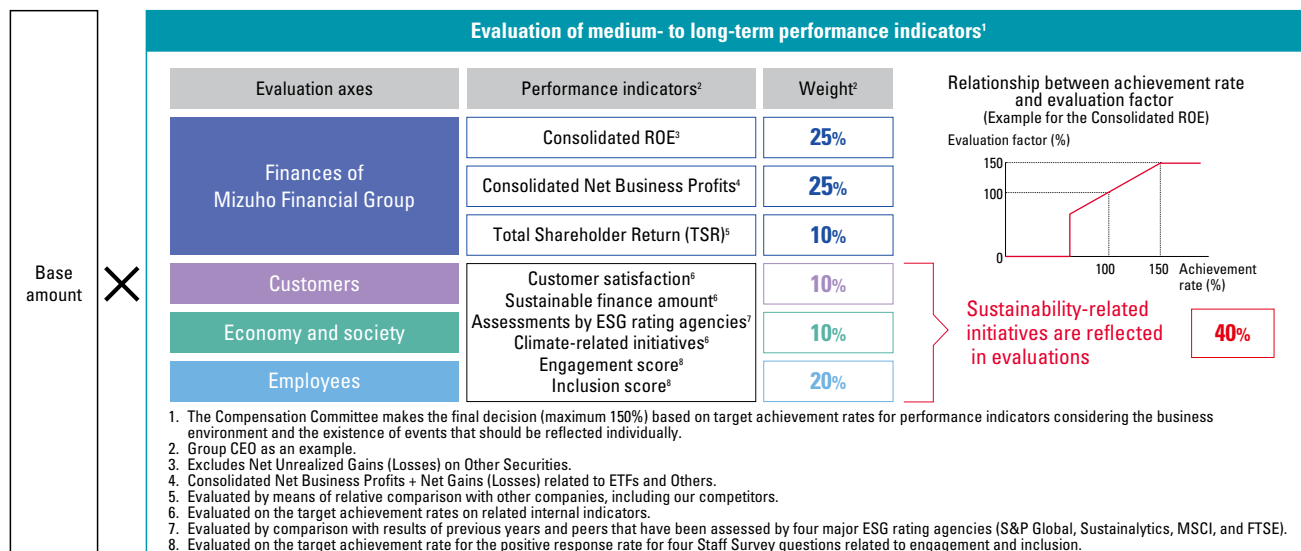 Evaluation of medium- to long-term performance indicators¹
Base
amount
×
Evaluation axes
Performance indicators²
Weight²
Finances of
Mizuho Financial Group
Consolidated ROE³
25%
Consolidated Net Business Profits⁴
25%
Total Shareholder Return (TSR)⁵
10%
Customers
Economy and society
Employees
Customer satisfaction⁶
Sustainable finance amount⁶
Assessments by ESG rating agencies⁷
Climate-related initiatives⁶
Engagement score⁸
Inclusion score⁸
10%
10%
20%
Relationship between achievement rate
and evaluation factor
(Example for the Consolidated ROE)
Evaluation factor (%)
150
100
0
100
150
Achievement
rate (%)
Sustainability-related
initiatives are reflected
in evaluations
40%
1. The Compensation Committee makes the final decision (maximum 150%) based on target achievement rates for performance indicators considering the business
environment and the existence of events that should be reflected individually.
2. Group CEO as an example.
3. Excludes Net Unrealized Gains (Losses) on Other Securities.
4. Consolidated Net Business Profits + Net Gains (Losses) related to ETFs and Others.
5. Evaluated by means of relative comparison with other companies, including our competitors.
6. Evaluated on the target achievement rates on related internal indicators.
7. Evaluated by comparison with results of previous years and peers that have been assessed by four major ESG rating agencies (S&P Global, Sustainalytics, MSCI, and FTSE).
8. Evaluated on the target achievement rate for the positive response rate for four Staff Survey questions related to engagement and inclusion.